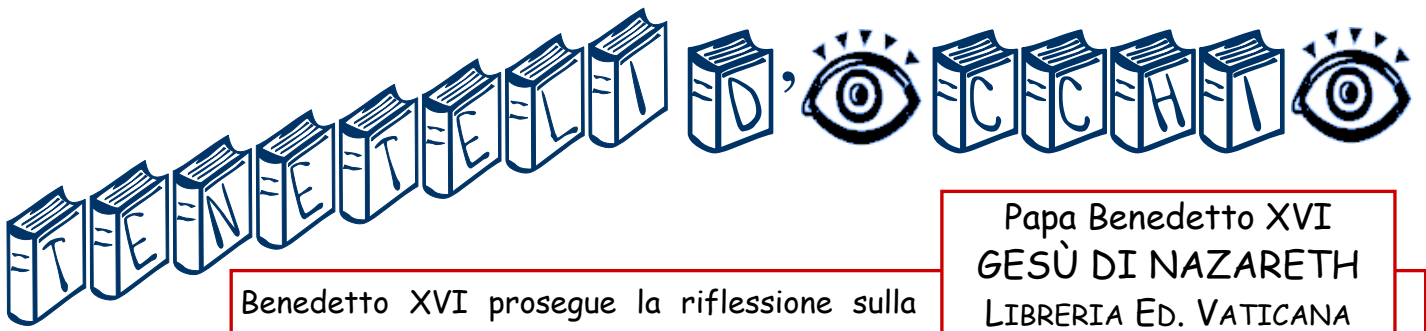 TENETELI D'OCCHIO
Papa Benedetto XVI
GESÙ DI NAZARETH
LIBRERIA ED. VATICANA
Benedetto XVI prosegue la riflessione sulla